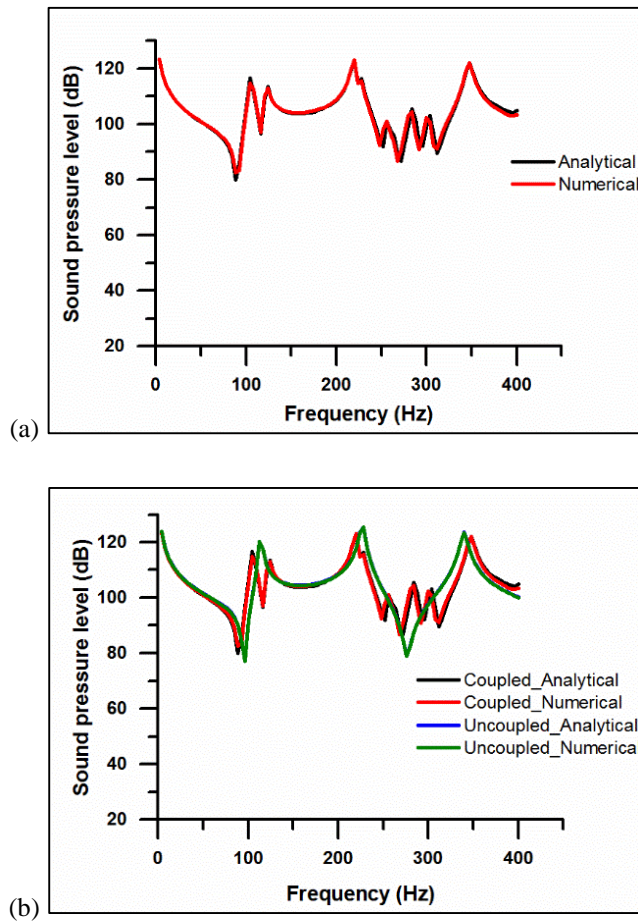 120
100
80
60
40
20
Sound pressure level (dB)
Analytical
Numerical
0 100 200 300 400
Frequency (Hz)
(a)
120
100
80
60
40
20
Sound pressure level (dB)
Coupled_Analytical
Coupled_Numerical
Uncoupled_Analytical
Uncoupled_Numerical
0 100 200 300 400
Frequency (Hz)
(b)